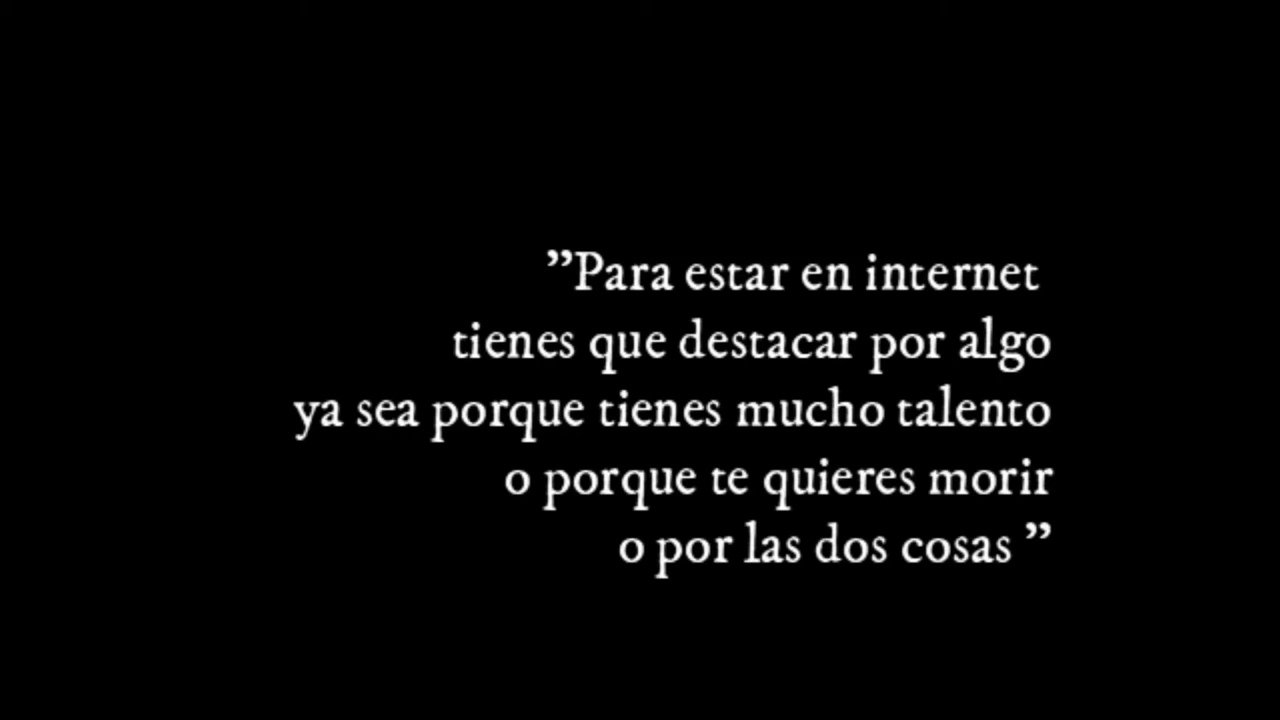 ”Para estar en internet
tienes que destacar por algo
ya sea porque tienes mucho talento
o porque te quieres morir
o por las dos cosas ”